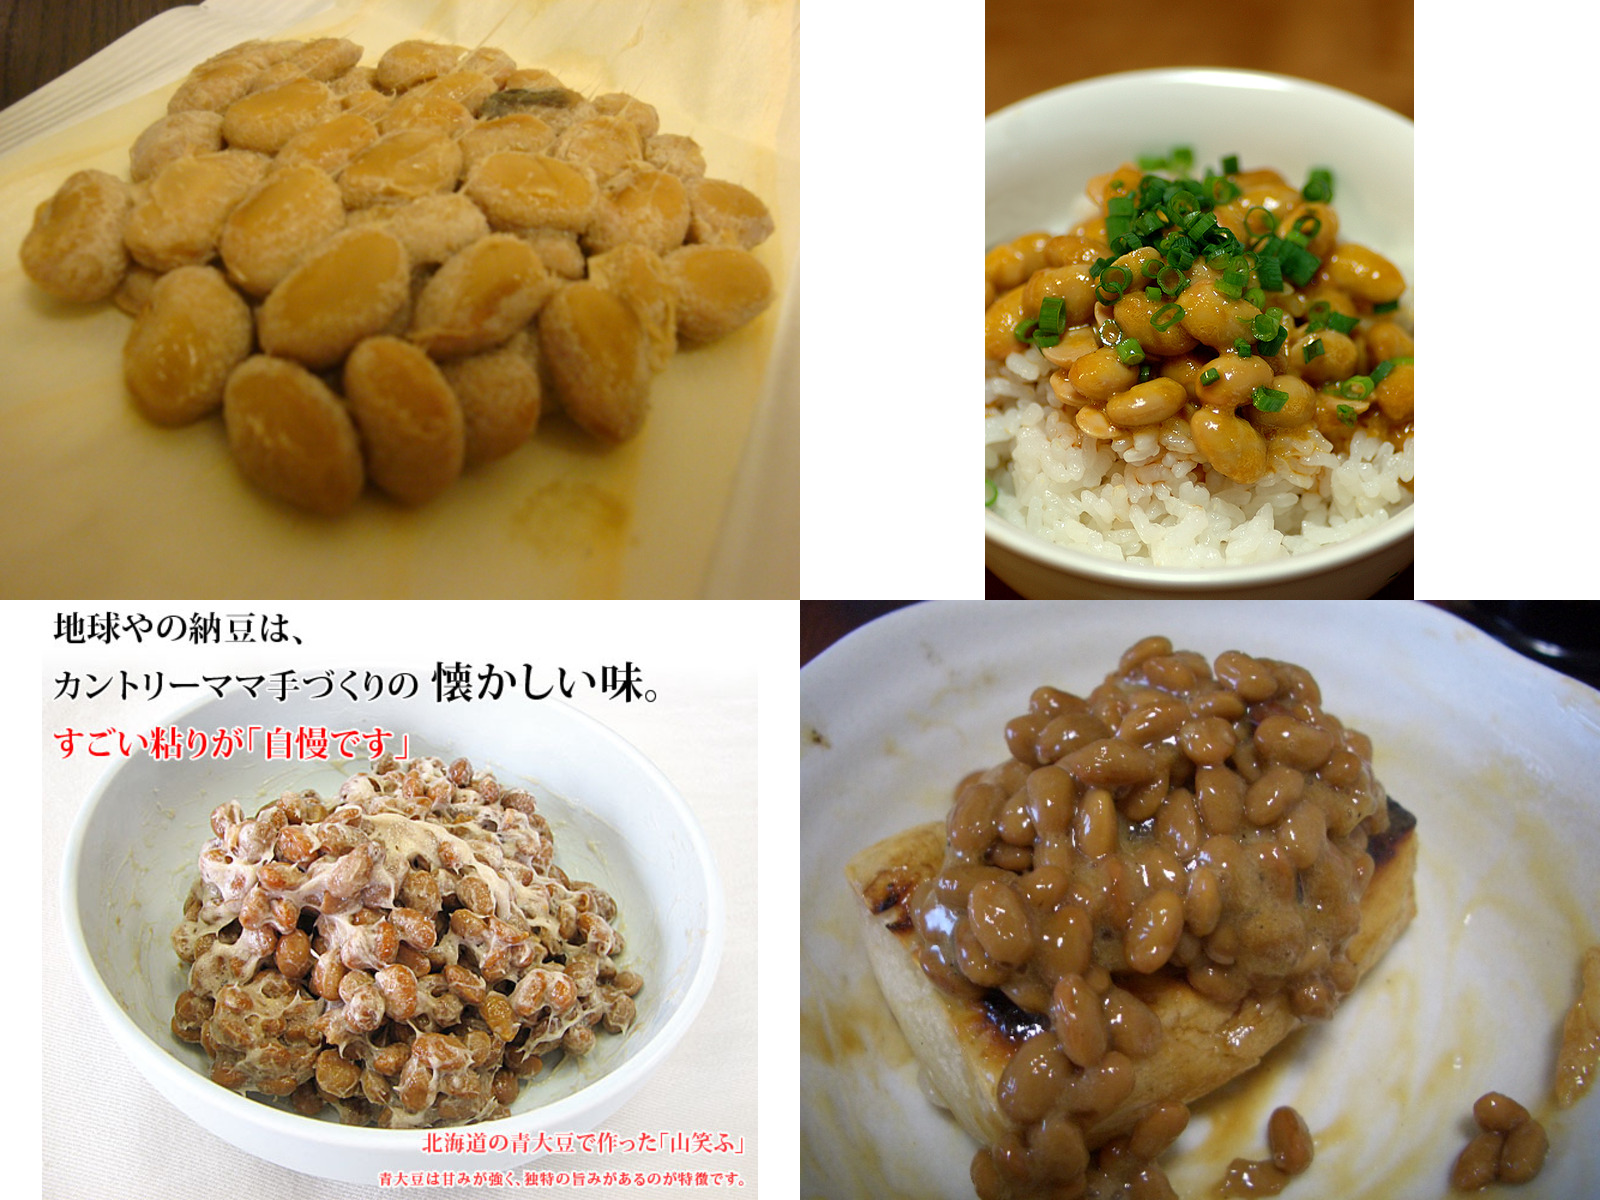 地球やの納豆は、
カントリーママ手づくりの 懐かしい味。
すごい粘りが「自慢です」
北海道の青大豆で作った「山笑ふ」
青大豆は甘みが強く、独特の旨みがあるのが特徴です。